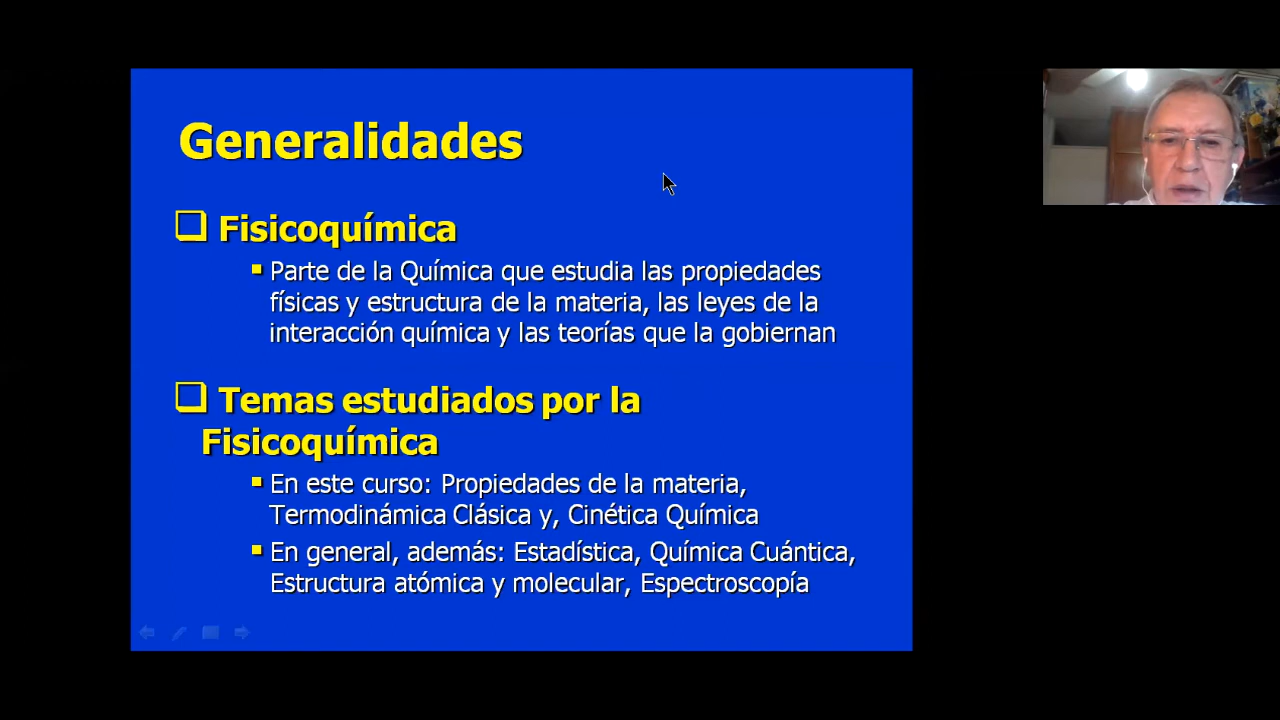 Generalidades
Fisicoquímica
Parte de la Química que estudia las propiedades
físicas y estructura de la materia, las leyes de la
interacción química y las teorías que la gobiernan
Temas estudiados por la
Fisicoquímica
En este curso: Propiedades de la materia,
Termodinámica Clásica y, Cinética Química
En general, además: Estadística, Química Cuántica,
Estructura atómica y molecular, Espectroscopía